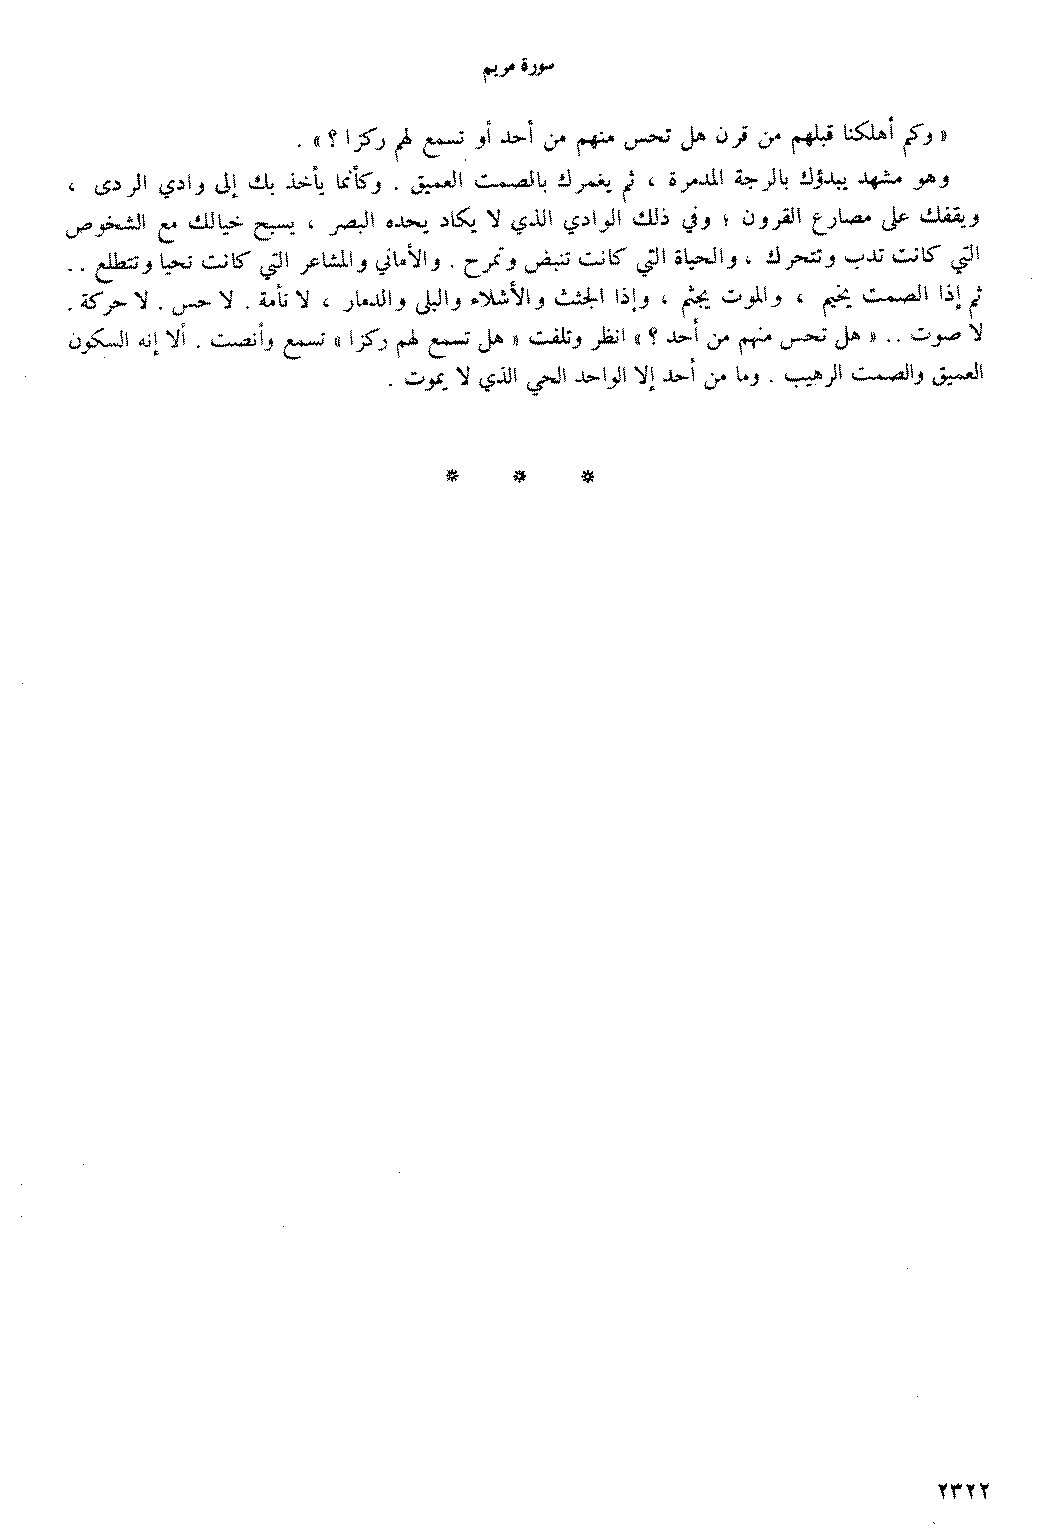 سورة مريم
« وكم أهلكنا قبلهم من قرن هل تحس منهم من أحد أو تسمع لهم ركزا ؟ » .
وهو مشهد يبدؤك بالرجة المدمرة ، ثم يغمرك بالصمت العميق . وكأنما يأخذ بك إلى وادي الردى ،
ويقفك على مصارع القرون ؛ وفي ذلك الوادي الذي لا يكاد يحده البصر ، يسبح خيالك مع الشخوص
التي كانت تدب وتتحرك ، والحياة التي كانت تنبض وتمرح . والأماني والمشاعر التي كانت تحيا وتتطلع ..
ثم إذا الصمت يخيم ، والموت يجثم ، وإذا الجثث والأشلاء والبلى والدمار ، لا نأمة . لا حس . لا حركة .
لا صوت .. « هل تحس منهم من أحد ؟ » انظر وتلفت « هل تسمع لهم ركزا » تسمع وأنصت . ألا إنه السكون
العميق والصمت الرهيب . وما من أحد إلا الواحد الحي الذي لا يموت .
* * *
٢٣٢٢